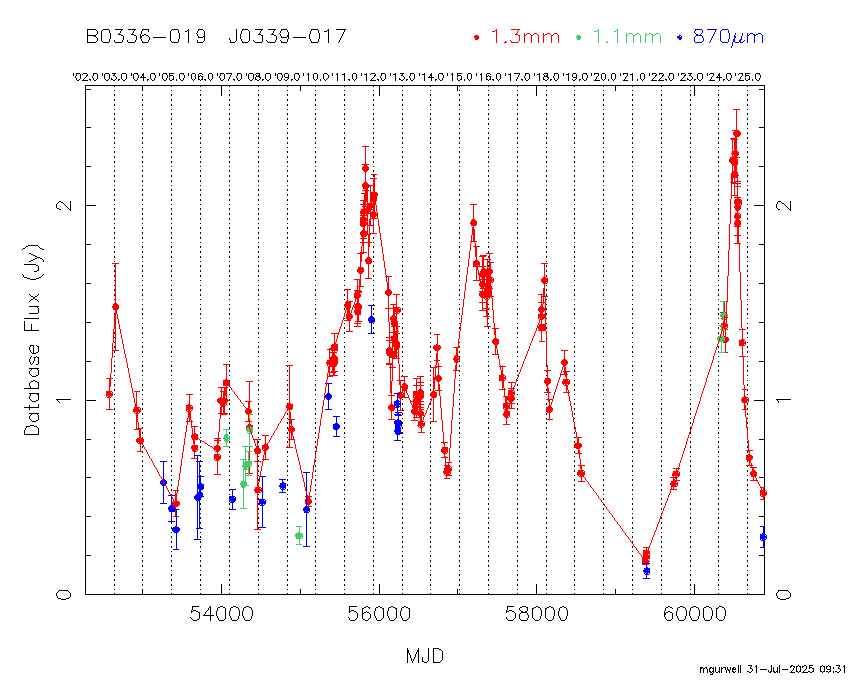 B0336-019 J0339-017 1.3mm 1.1mm 870μm
'02.0 '03.0 '04.0 '05.0 '06.0 '07.0 '08.0 '09.0 '10.0 '11.0 '12.0 '13.0 '14.0 '15.0 '16.0 '17.0 '18.0 '19.0 '20.0 '21.0 '22.0 '23.0 '24.0 '25.0
2 2
Database Flux (Jy)
1 1
0 0
54000 56000 58000 60000
MJD
mgurwell 31-Jul-2025 09:31